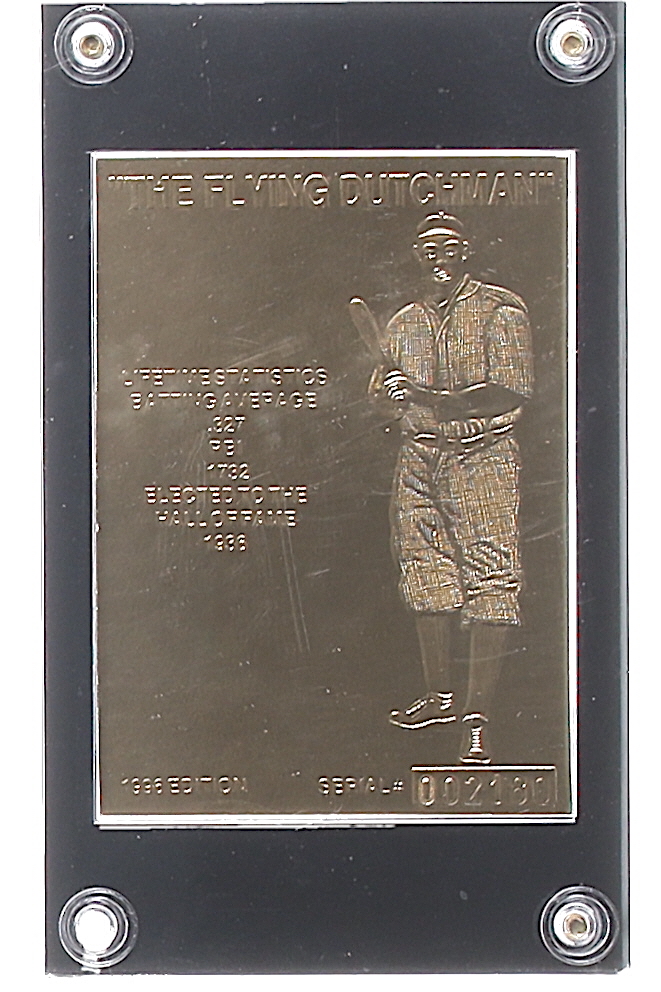 "THE FLYING DUTCHMAN"
LIFETIME STATISTICS
BATTING AVERAGE
.327
RBI
1732
ELECTED TO THE
HALL OF FAME
1936
1996 EDITION
SERIAL# 002180